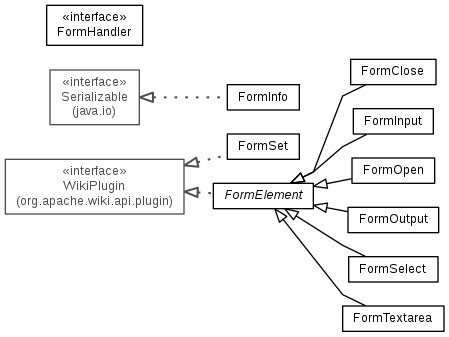 «interface»
FormHandler
«interface»
Serializable
(java.io)
FormInfo
FormSet
«interface»
WikiPlugin
(org.apache.wiki.api.plugin)
FormElement
FormClose
FormInput
FormOpen
FormOutput
FormSelect
FormTextarea